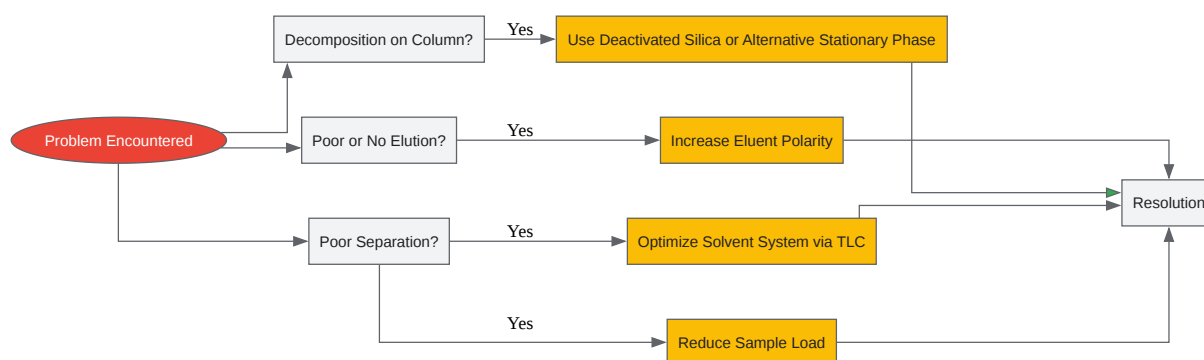 Decomposition on Column?
Yes
Use Deactivated Silica or Alternative Stationary Phase
Problem Encountered
Poor or No Elution?
Yes
Increase Eluent Polarity
Resolution
Poor Separation?
Yes
Optimize Solvent System via TLC
Yes
Reduce Sample Load